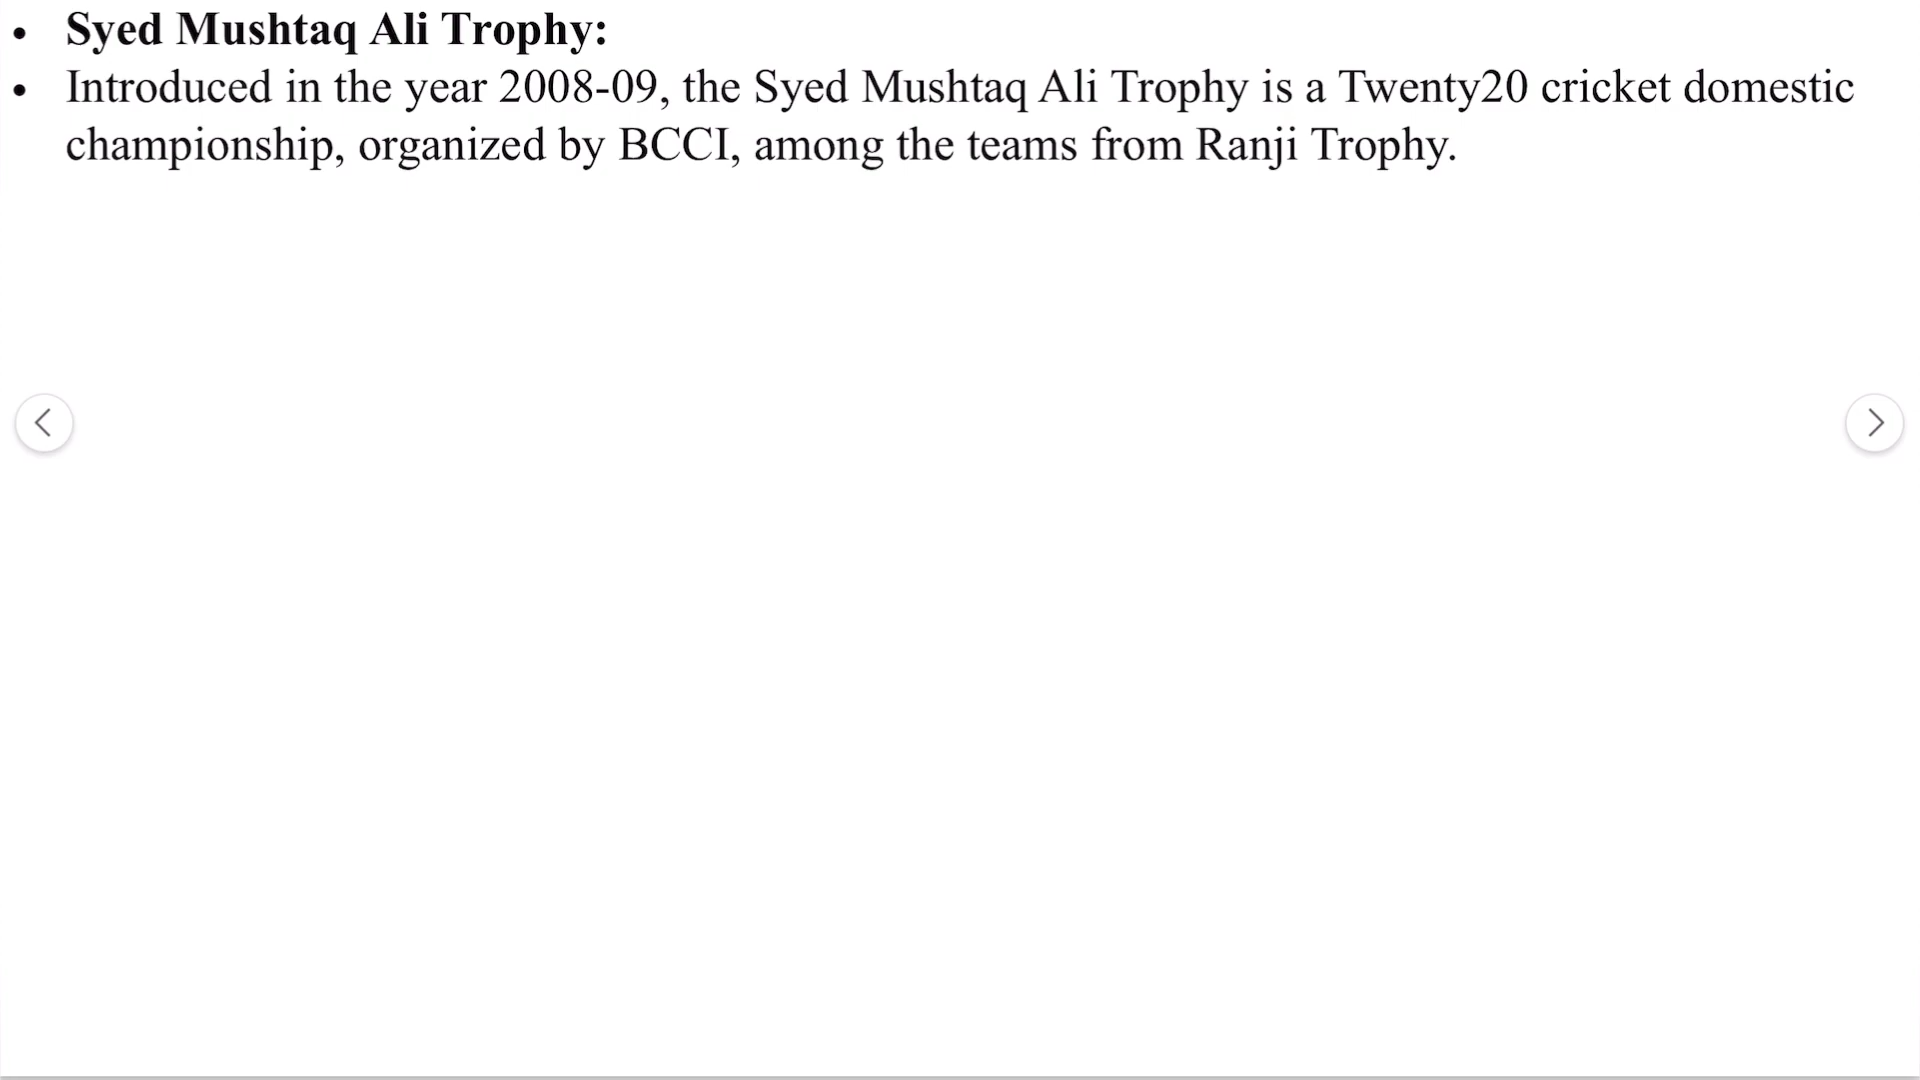 • Syed Mushtaq Ali Trophy:
• Introduced in the year 2008-09, the Syed Mushtaq Ali Trophy is a Twenty20 cricket domestic
championship, organized by BCCI, among the teams from Ranji Trophy.